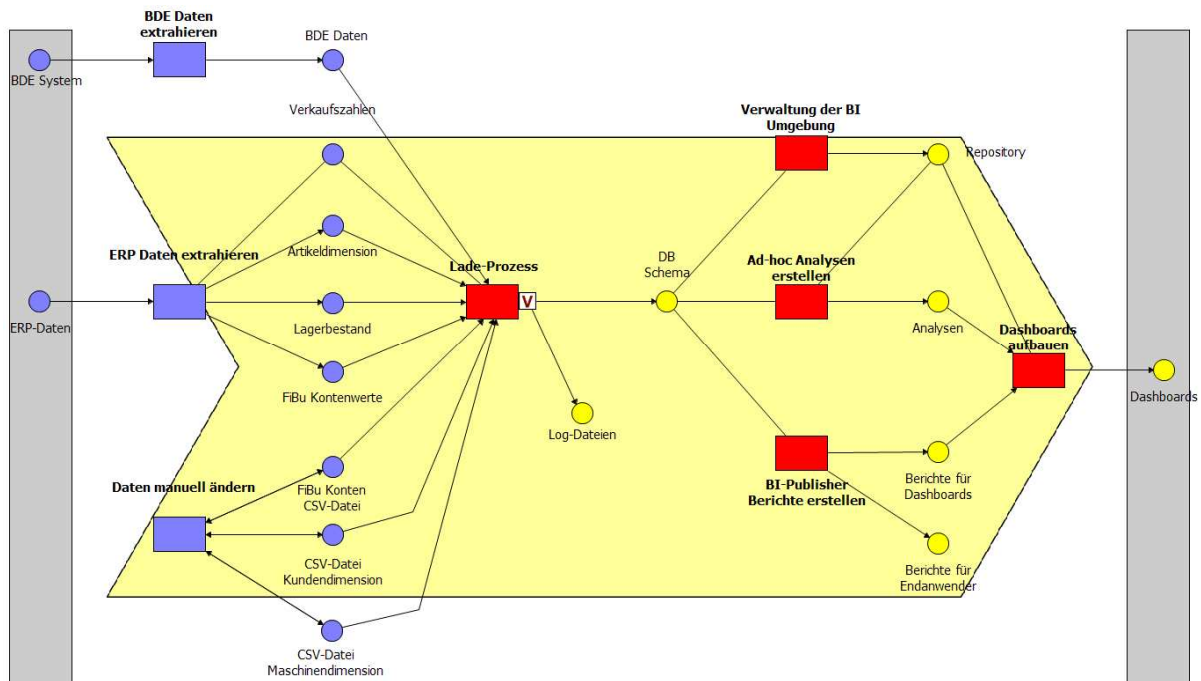 BDE Daten
extrahieren
BDE Daten
BDE System
Verkaufszahlen
Verwaltung der BI
Umgebung
Repository
ERP Daten extrahieren
Artikeldimension
Lade-Prozess
DB
Schema
Ad-hoc Analysen
erstellen
V
ERP-Daten
Lagerbestand
Analysen
Dashboards
aufbauen
FiBu Kontenwerte
Dashboards
Log-Dateien
Daten manuell ändern
FiBu Konten
CSV-Datei
BI-Publisher
Berichte erstellen
Berichte für
Dashboards
CSV-Datei
Kundendimension
Berichte für
Endanwender
CSV-Datei
Maschinendimension